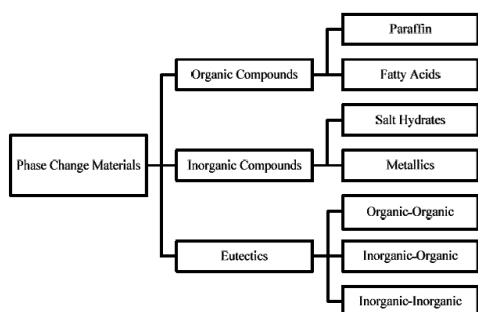 Paraffin
Organic Compounds
Fatty Acids
Salt Hydrates
Phase Change Materials
Inorganic Compounds
Metallics
Organic-Organic
Eutectics
Inorganic-Organic
Inorganic-Inorganic